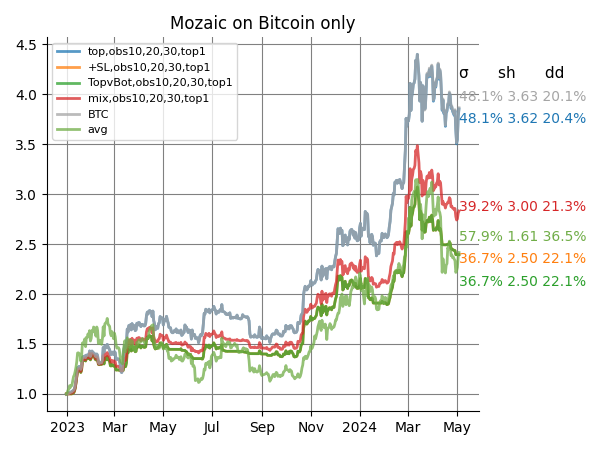 Mozaic on Bitcoin only
top,obs10,20,30,top1
+SL,obs10,20,30,top1
TopvBot,obs10,20,30,top1
mix,obs10,20,30,top1
BTC
avg
σ sh dd
48.1% 3.63 20.1%
48.1% 3.62 20.4%
39.2% 3.00 21.3%
57.9% 1.61 36.5%
36.7% 2.50 22.1%
36.7% 2.50 22.1%
4.5
4.0
3.5
3.0
2.5
2.0
1.5
1.0
2023 Mar May Jul Sep Nov 2024 Mar May